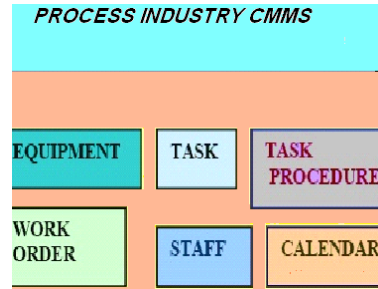 PROCESS INDUSTRY CMMS
EQUIPMENT
TASK
TASK
PROCEDURE
WORK
ORDER
STAFF
CALENDAR